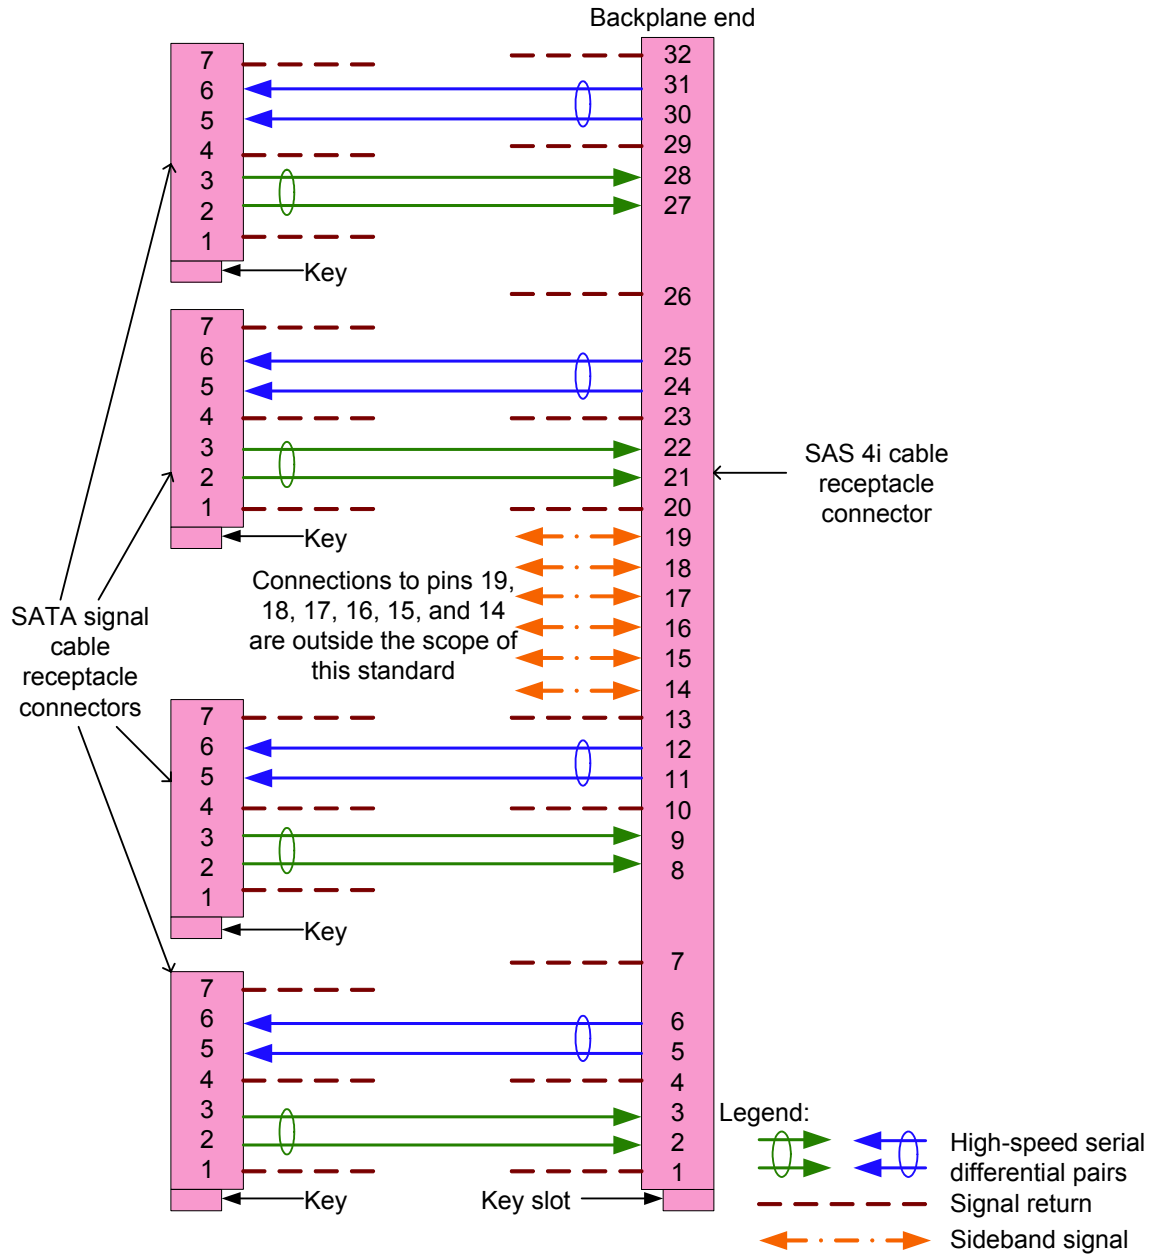 Backplane end
7
6
5
4
3
2
1
Key
7
6
5
4
3
2
1
Key
SATA signal
cable
receptacle
connectors
Connections to pins 19,
18, 17, 16, 15, and 14
are outside the scope of
this standard
7
6
5
4
3
2
1
Key
7
6
5
4
3
2
1
Key
32
31
30
29
28
27
26
25
24
23
22
21
20
19
18
17
16
15
14
13
12
11
10
9
8
7
6
5
4
3
2
1
Key slot
SAS 4i cable
receptacle
connector
Legend:
High-speed serial
differential pairs
Signal return
Sideband signal